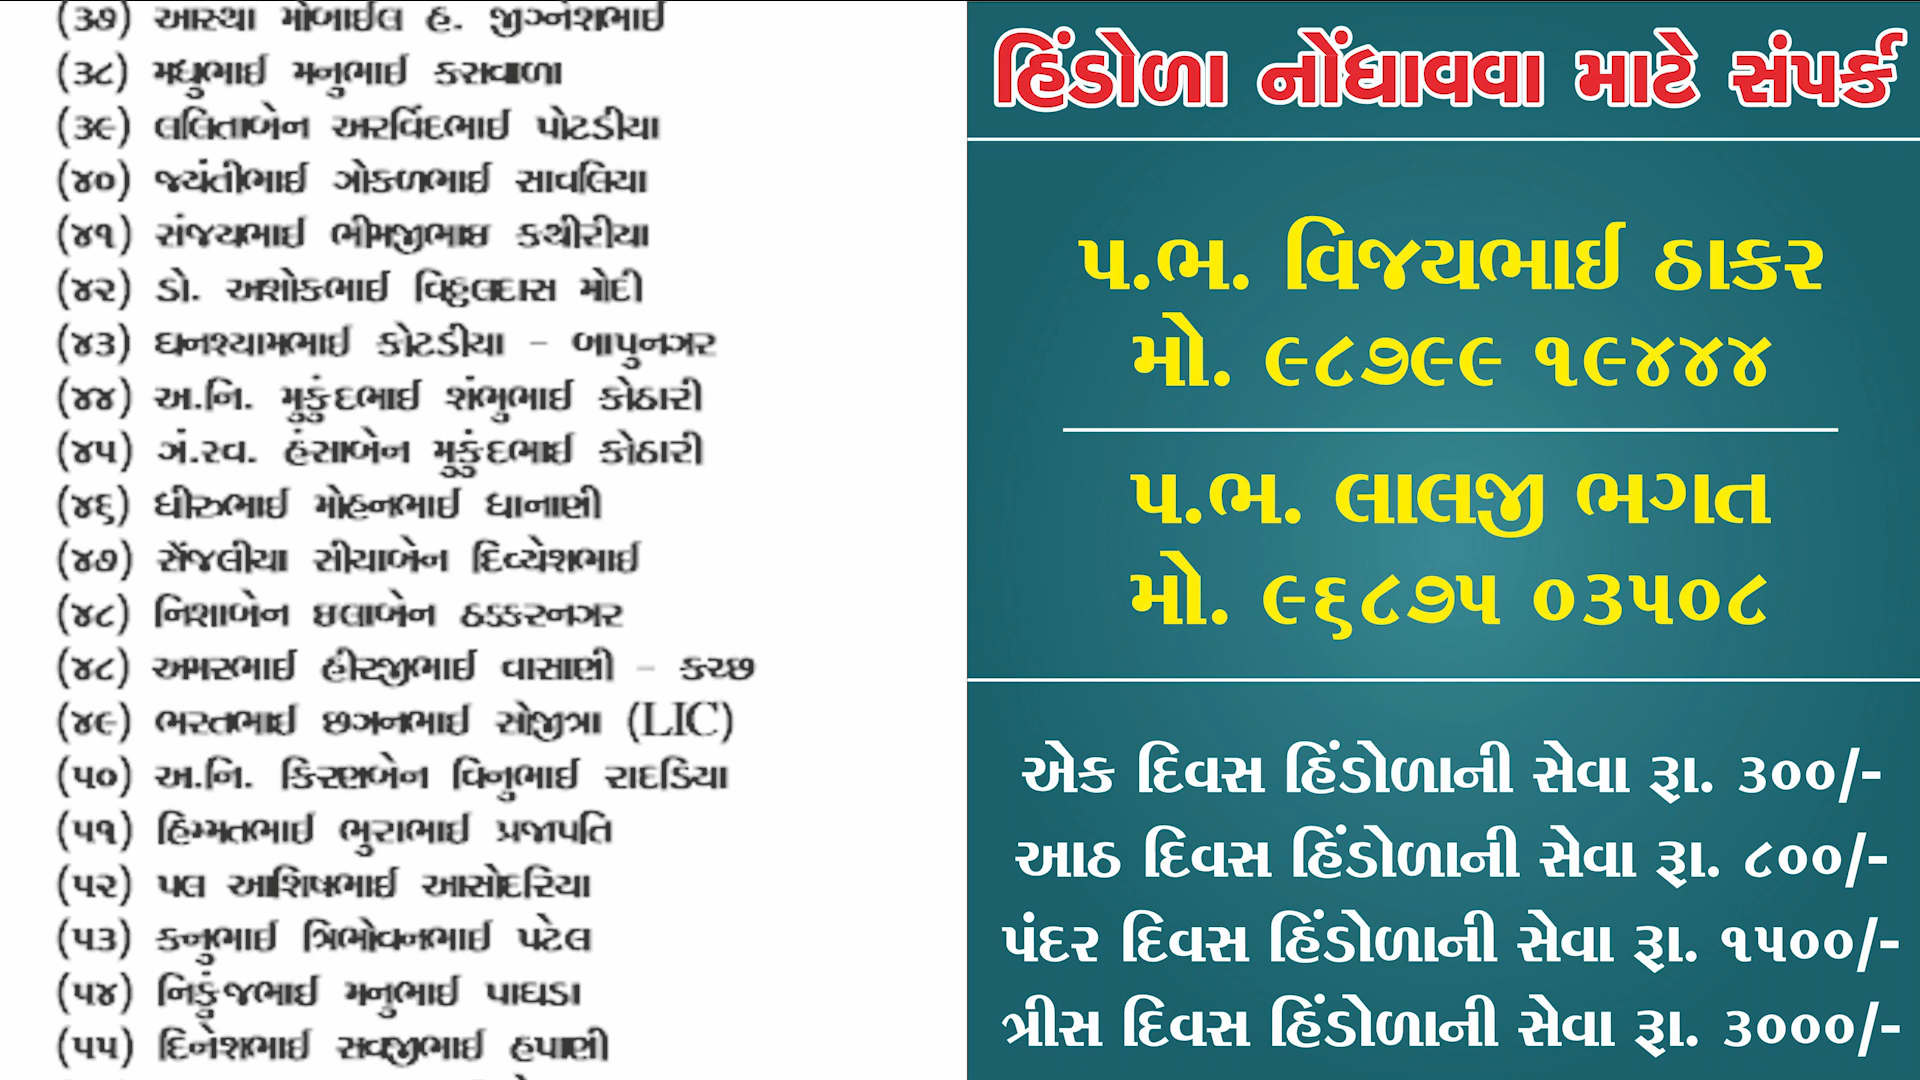 (૩૭) આસ્થા મોબાઈલ હ. જીગ્નેશભાઈ
(૩૮) મધુભાઈ મનુભાઈ કસવાળા
(૩૯) લલિતાબેન અરવિંદભાઈ પોટડીયા
(૪૦) જયંતીભાઈ ગોકળભાઈ સાવલિયા
(૪૧) સંજયભાઈ ભીમજીભાઇ કથીરીયા
(૪૨) ડો. અશોકભાઈ વિઠ્ઠલદાસ મોદી
(૪૩) ઘનશ્યામભાઈ કોટડીયા - બાપુનગર
(૪૪) અ.નિ. મુકુંદભાઈ શંભુભાઈ કોઠારી
(૪૫) ગં.સ્વ. હંસાબેન મુકુંદભાઈ કોઠારી
(૪૬) ધીરુભાઈ મોહનભાઈ ધાનાણી
(૪૭) સેંજલીયા સીયાબેન દિવ્યેશભાઈ
(૪૮) નિશાબેન ઇલાબેન ઠક્કરનગર
(૪૮) અમરભાઈ હીરજીભાઈ વાસાણી - કચ્છ
(૪૯) ભરતભાઈ છગનભાઈ સોજીત્રા (LIC)
(૫૦) અ.નિ. કિરણબેન વિનુભાઈ રાદડિયા
(૫૧) હિમ્મતભાઈ ભુરાભાઈ પ્રજાપતિ
(૫૨) પલ આશિષભાઈ આસોદરિયા
(૫૩) કનુભાઈ ત્રિભોવનભાઈ પટેલ
(૫૪) નિકુંજભાઈ મનુભાઈ પાઘડા
(૫૫) દિનેશભાઈ સવજીભાઈ હપાણી
હિંડોળા નોંધાવવા માટે સંપર્ક
પ.ભ. વિજયભાઈ ઠાકર
મો. ૯૮૭૯૯ ૧૯૪૪૪
પ.ભ. લાલજી ભગત
મો. ૯૬૮૭૫ ૦૩૫૦૮
એક દિવસ હિંડોળાની સેવા રૂા. ૩૦૦/-
આઠ દિવસ હિંડોળાની સેવા રૂા. ૮૦૦/-
પંદર દિવસ હિંડોળાની સેવા રૂા. ૧૫૦૦/-
ત્રીસ દિવસ હિંડોળાની સેવા રૂા. ૩૦૦૦/-